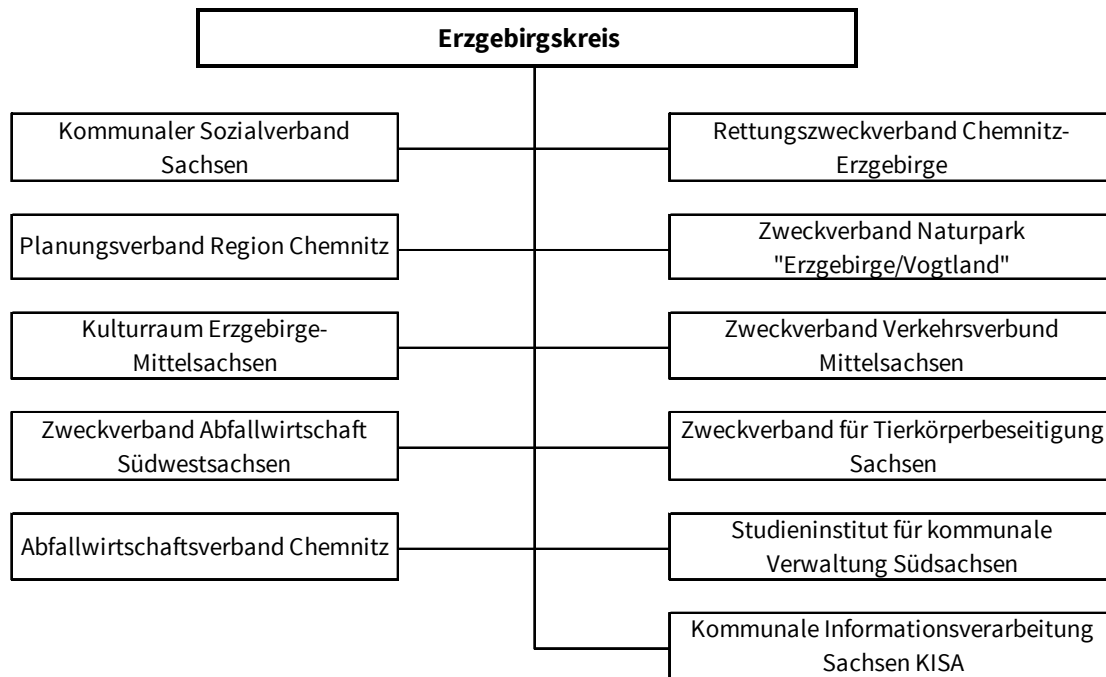 Erzgebirgskreis
Kommunaler Sozialverband
Sachsen
Rettungszweckverband Chemnitz-
Erzgebirge
Planungsverband Region Chemnitz
Zweckverband Naturpark
"Erzgebirge/Vogtland"
Kulturraum Erzgebirge-
Mittelsachsen
Zweckverband Verkehrsverbund
Mittelsachsen
Zweckverband Abfallwirtschaft
Südwestsachsen
Zweckverband für Tierkörperbeseitigung
Sachsen
Abfallwirtschaftsverband Chemnitz
Studieninstitut für kommunale
Verwaltung Südsachsen
Kommunale Informationsverarbeitung
Sachsen KISA